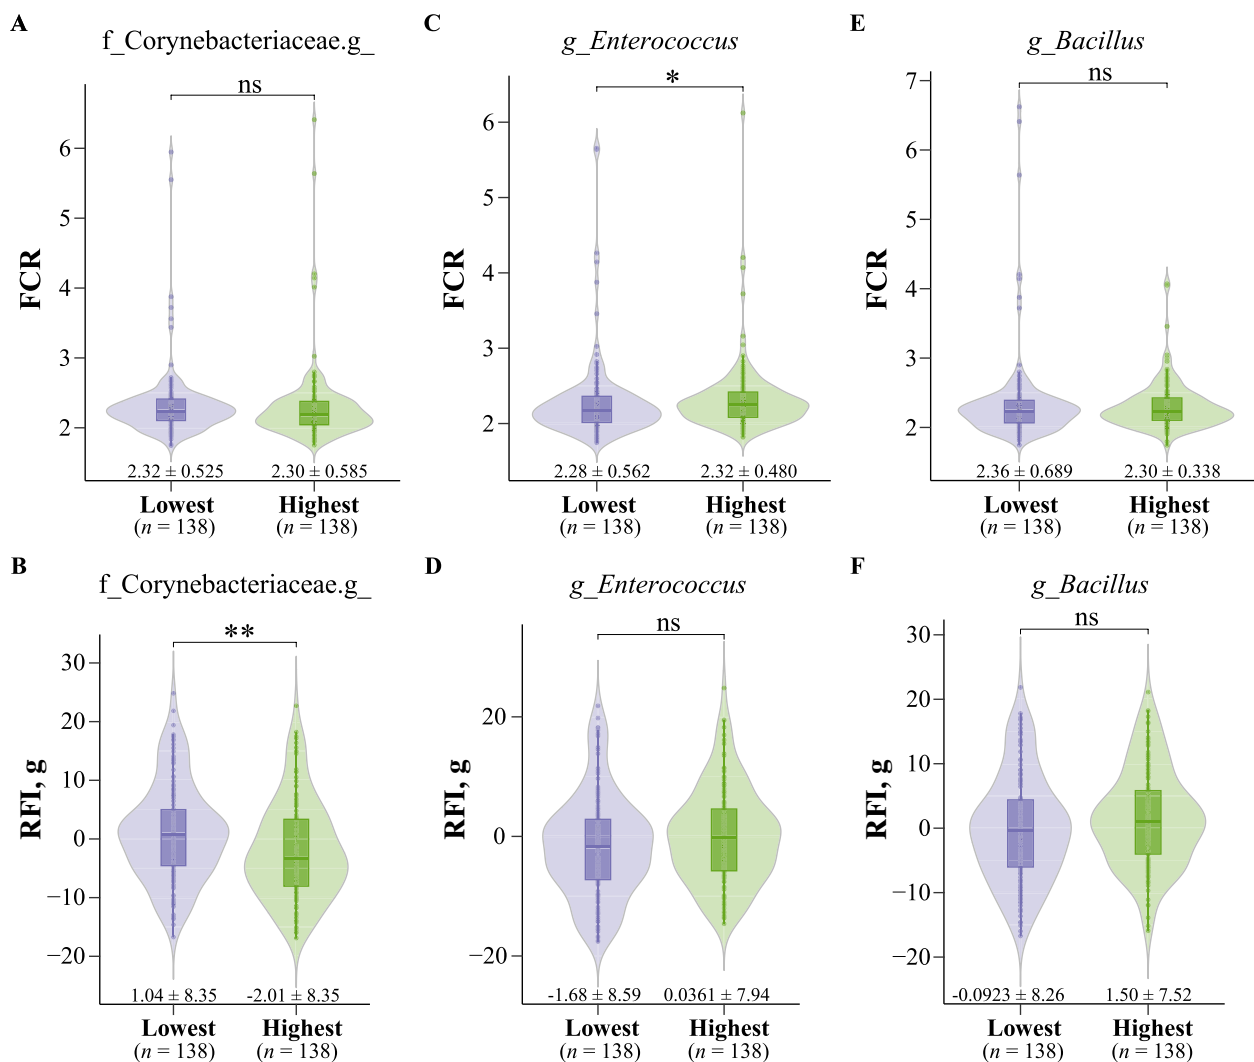 A
f_Corynebacteriaceae.g_
ns
FCR
6
5
4
3
2
2.32 ± 0.525
2.30 ± 0.585
Lowest
Highest
(n = 138)
(n = 138)
C
g_Enterococcus
*
FCR
6
5
4
3
2
2.28 ± 0.562
2.32 ± 0.480
Lowest
Highest
(n = 138)
(n = 138)
E
g_Bacillus
ns
FCR
7
6
5
4
3
2
2.36 ± 0.689
2.30 ± 0.338
Lowest
Highest
(n = 138)
(n = 138)
B
f_Corynebacteriaceae.g_
**
RFI, g
30
20
10
0
−10
−20
1.04 ± 8.35
-2.01 ± 8.35
Lowest
Highest
(n = 138)
(n = 138)
D
g_Enterococcus
ns
RFI, g
20
0
−20
-1.68 ± 8.59
0.0361 ± 7.94
Lowest
Highest
(n = 138)
(n = 138)
F
g_Bacillus
ns
RFI, g
30
20
10
0
−10
−20
-0.0923 ± 8.26
1.50 ± 7.52
Lowest
Highest
(n = 138)
(n = 138)